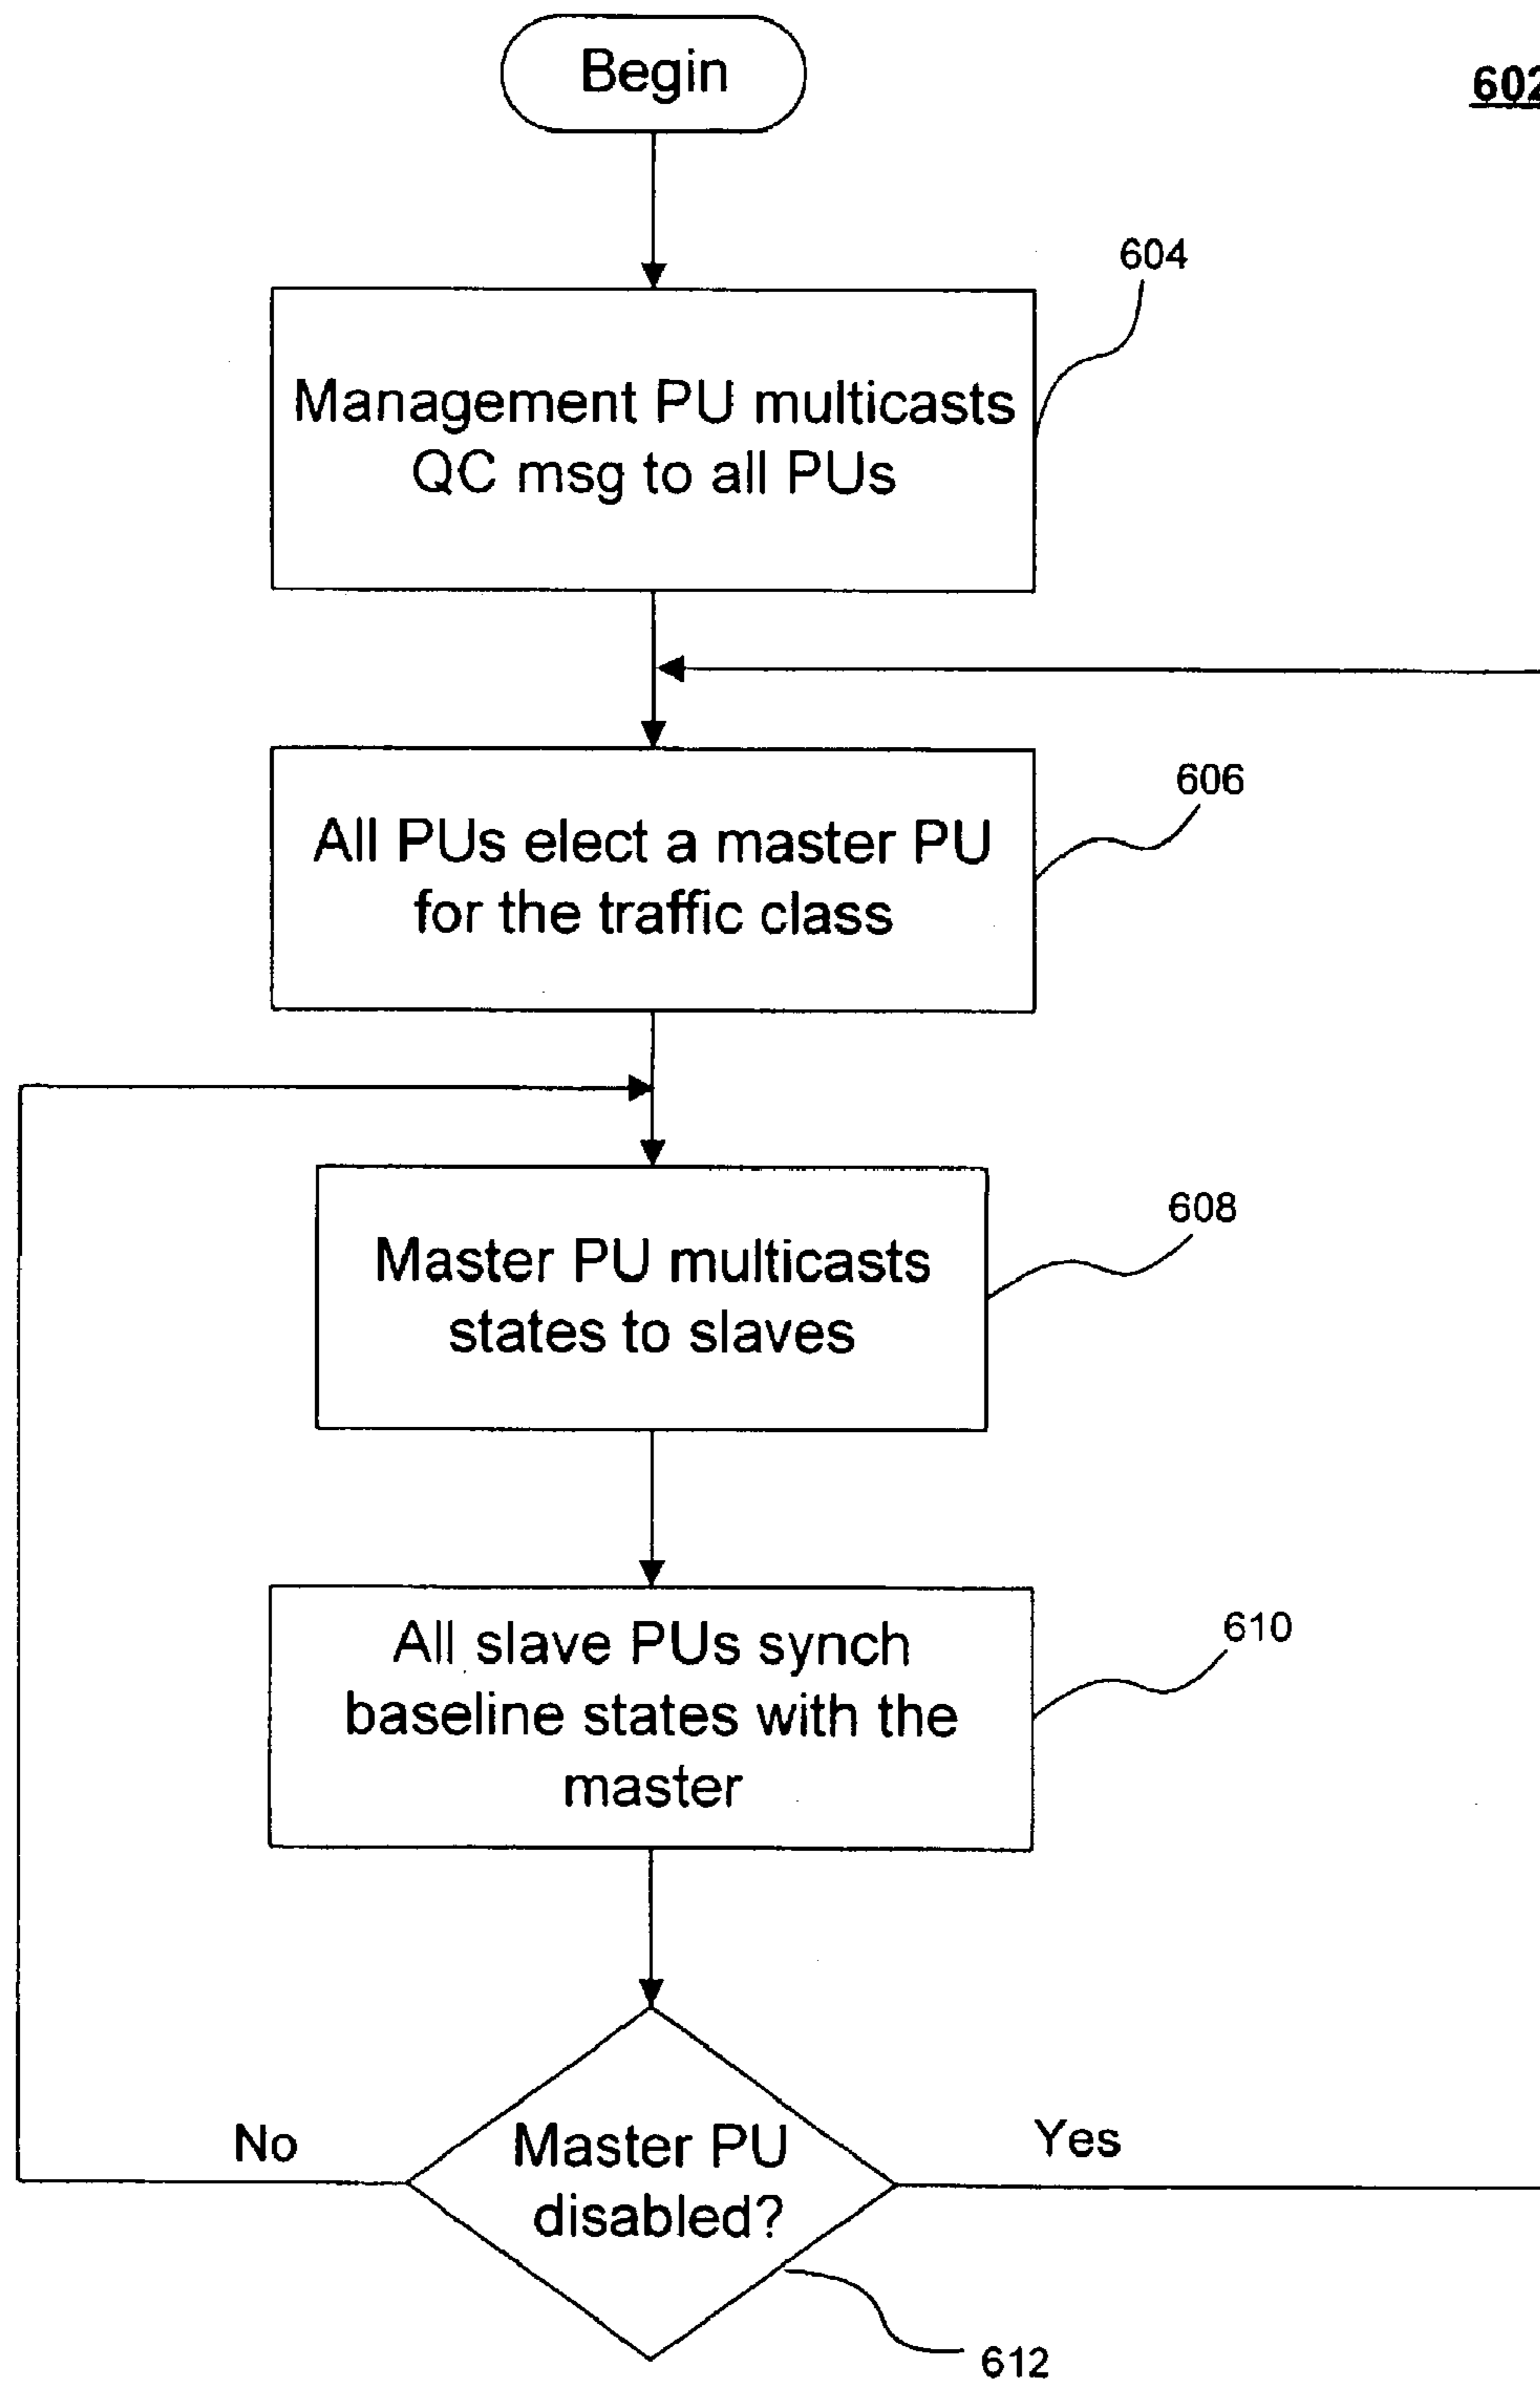 Begin
602
604
Management PU multicasts
QC msg to all PUs
606
All PUs elect a master PU
for the traffic class
608
Master PU multicasts
states to slaves
610
All slave PUs synch
baseline states with the
master
No
Yes
Master PU
disabled?
612